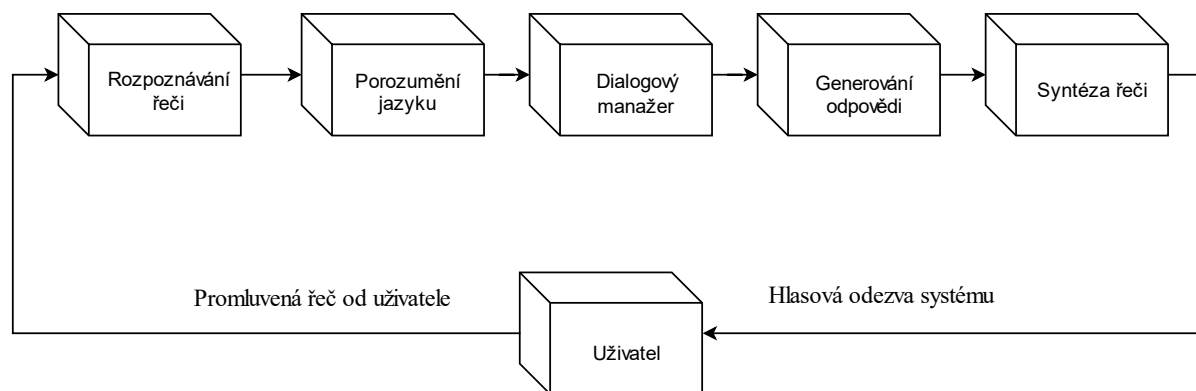 Rozpoznávání
řeči
Porozumění
jazyku
Dialogový
manažer
Generování
odpovědi
Syntéza řeči
Promluvená řeč od uživatele
Hlasová odezva systému
Uživatel